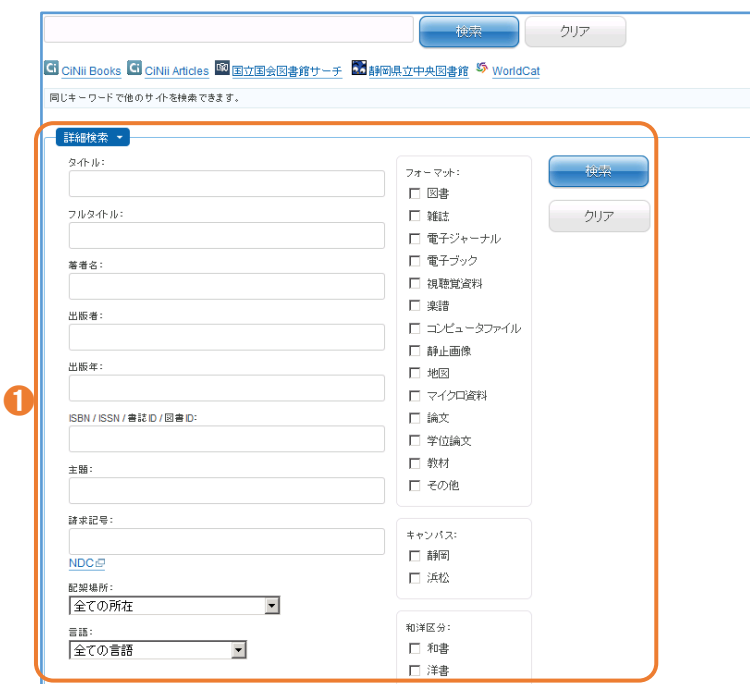 検索 クリア
CiNii Books CiNii Articles 国立国会図書館サーチ 静岡県立中央図書館 WorldCat
同じキーワードで他のサイトを検索できます。
詳細検索
1
タイトル:
フルタイトル:
著者名:
出版者:
出版年:
ISBN / ISSN / 書誌ID / 図書ID:
主題:
請求記号:
NDC
配架場所:
全ての所在
言語:
全ての言語
フォーマット:
図書
雑誌
電子ジャーナル
電子ブック
視聴覚資料
楽譜
コンピュータファイル
静止画像
地図
マイクロ資料
論文
学位論文
教材
その他
キャンパス:
静岡
浜松
和洋区分:
和書
洋書
検索
クリア